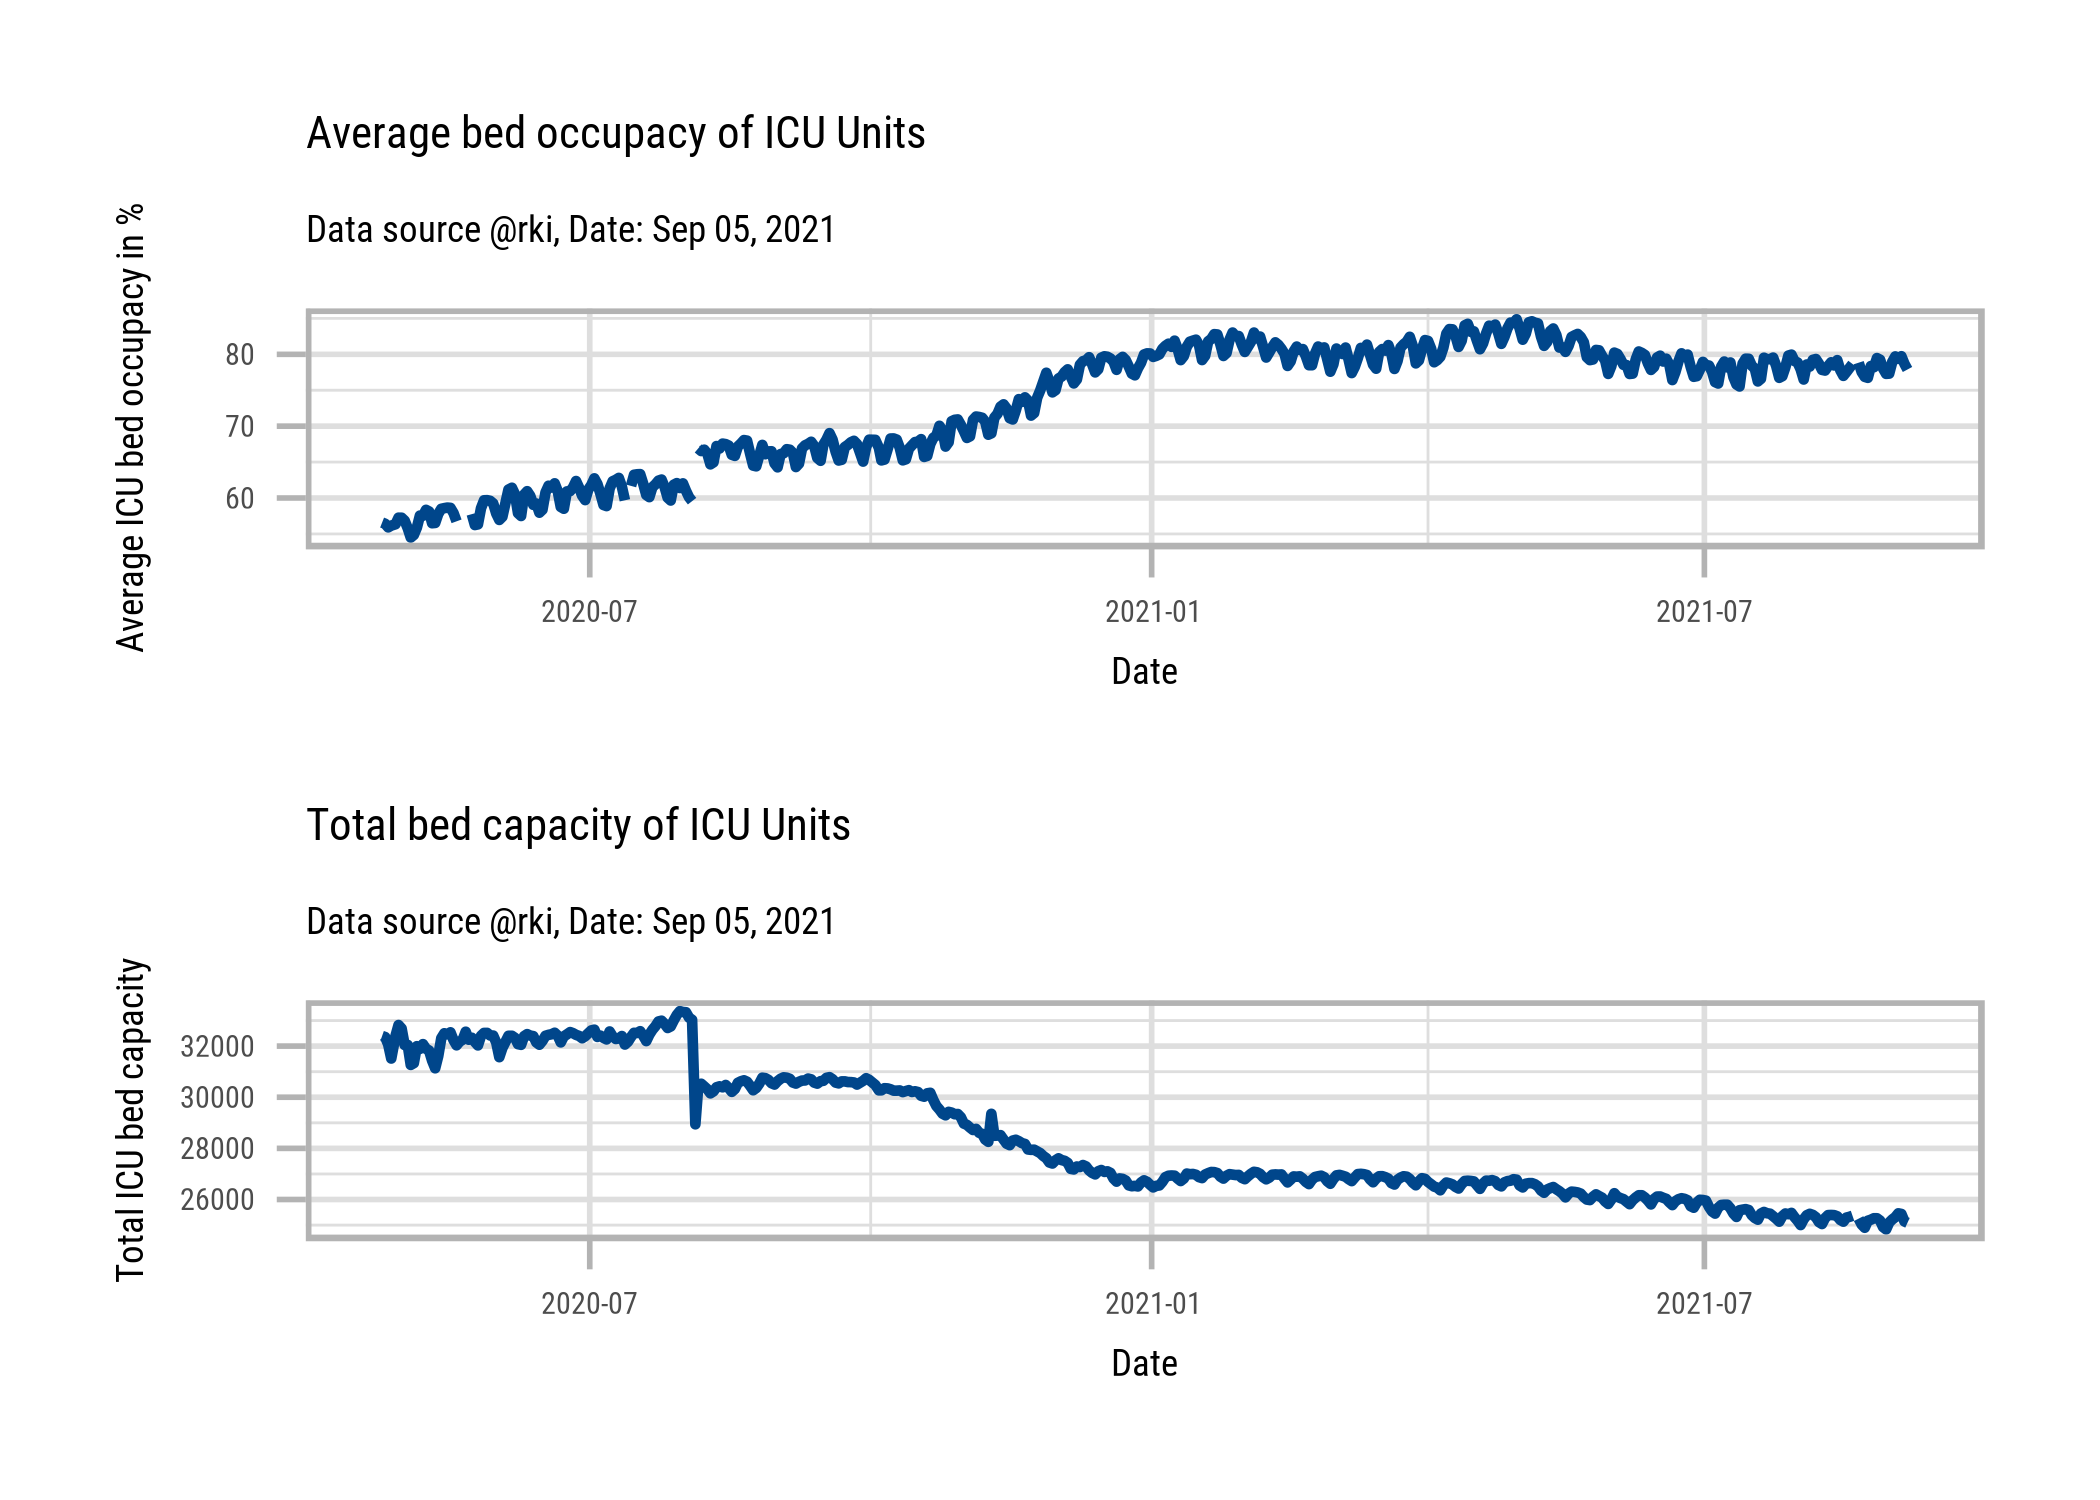 Average bed occupacy of ICU Units
Data source @rki, Date: Sep 05, 2021
Average ICU bed occupacy in %
80
70
60
2020-07
2021-01
2021-07
Date
Total bed capacity of ICU Units
Data source @rki, Date: Sep 05, 2021
Total ICU bed capacity
32000
30000
28000
26000
2020-07
2021-01
2021-07
Date